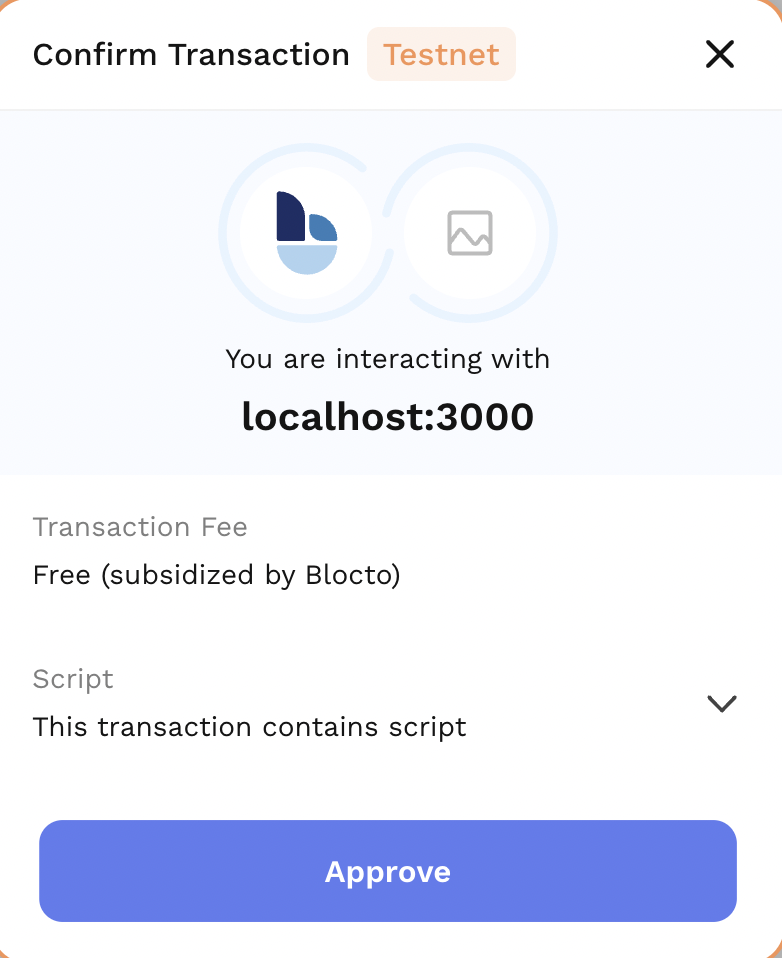 Confirm Transaction Testnet
You are interacting with
localhost:3000
Transaction Fee
Free (subsidized by Blocto)
Script
This transaction contains script
Approve